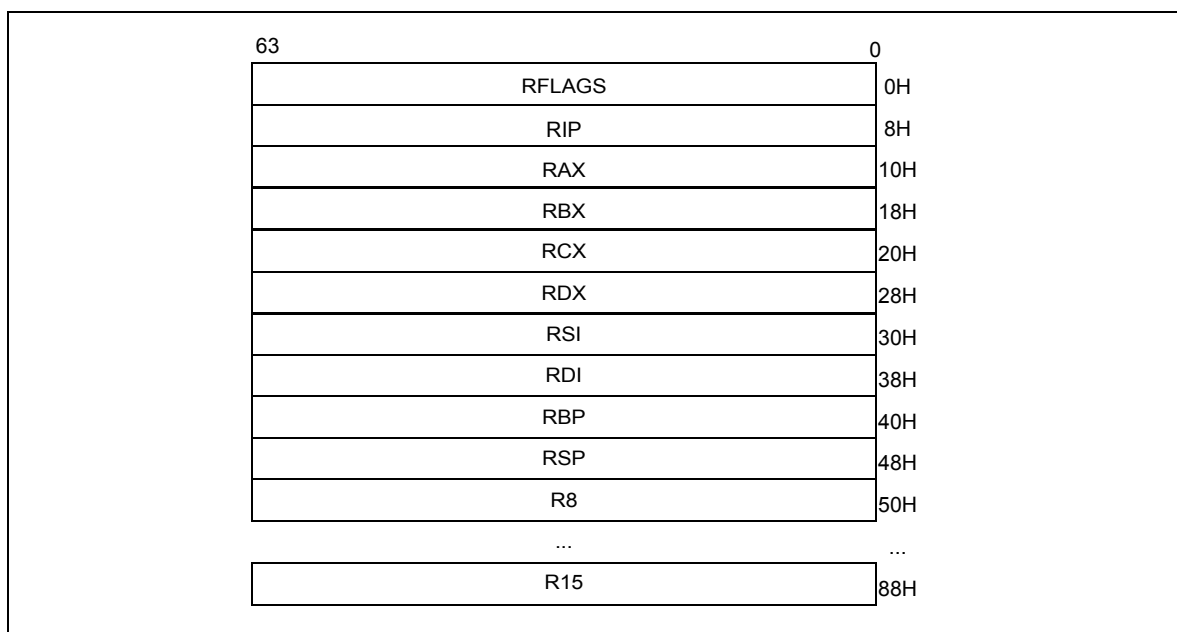 63 0
RFLAGS 0H
RIP 8H
RAX 10H
RBX 18H
RCX 20H
RDX 28H
RSI 30H
RDI 38H
RBP 40H
RSP 48H
R8 50H
... ...
R15 88H